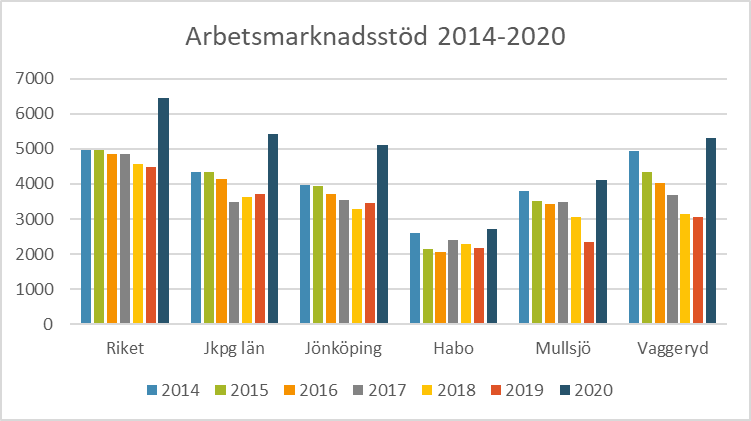 Arbetsmarknadsstöd 2014-2020
7000
6000
5000
4000
3000
2000
1000
0
Riket Jkpg län Jönköping Habo Mullsjö Vaggeryd
2014 2015 2016 2017 2018 2019 2020